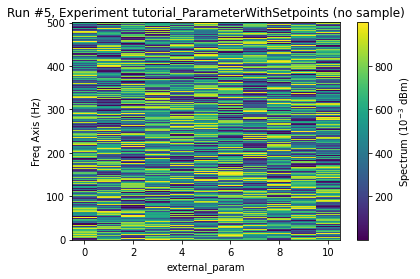 Run #5, Experiment tutorial_ParameterWithSetpoints (no sample)
500
400
300
200
100
0
Freq Axis (Hz)
0 2 4 6 8 10
external_param
800
600
400
200
Spectrum (10⁻³ dBm)